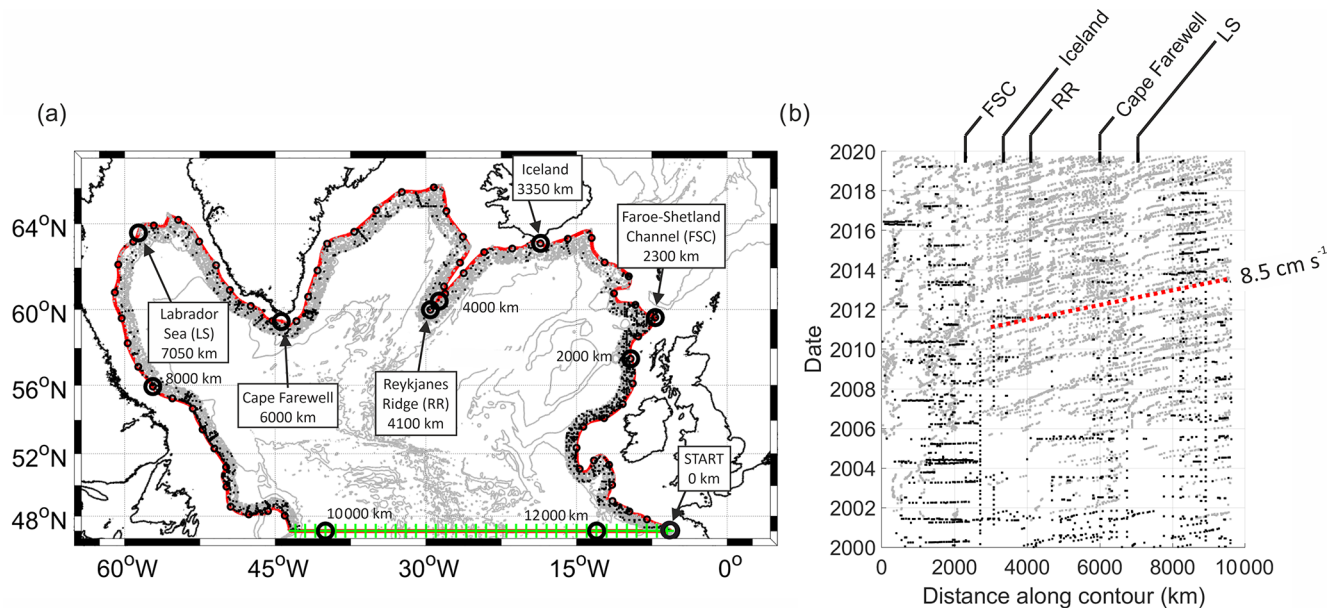 (a)
Iceland
3350 km
Faroe-Shetland
Channel (FSC)
2300 km
64°N
60°N
56°N
52°N
48°N
4000 km
2000 km
Labrador
Sea (LS)
7050 km
8000 km
Cape Farewell
6000 km
Reykjanes
Ridge (RR)
4100 km
START
0 km
10000 km
12000 km
60°W
45°W
30°W
15°W
0°
(b)
FSC
Iceland
RR
Cape Farewell
LS
2020
2018
2016
2014
2012
2010
2008
2006
2004
2002
2000
Date
8.5 cm s⁻¹
0
2000
4000
6000
8000
10000
Distance along contour (km)